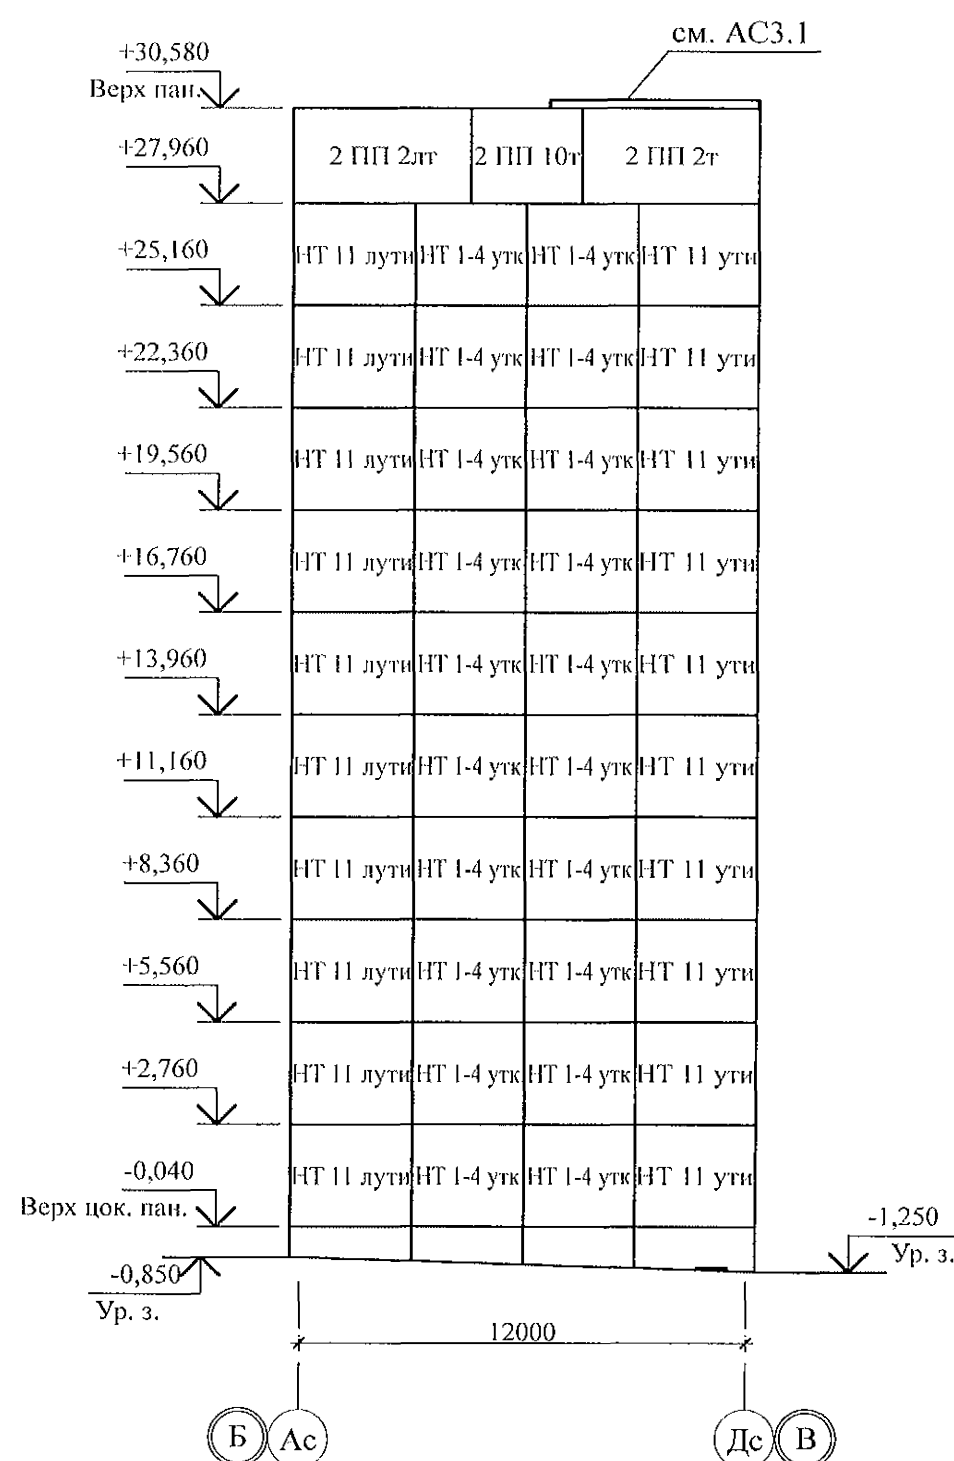 см. АС3.1
+30,580
Верх пан.
+27,960
2 ПП 2лт 2 ПП 10т 2 ПП 2т
+25,160
НТ 11 лути НТ 1-4 утк НТ 1-4 утк НТ 11 ути
+22,360
НТ 11 лути НТ 1-4 утк НТ 1-4 утк НТ 11 ути
+19,560
НТ 11 лути НТ 1-4 утк НТ 1-4 утк НТ 11 ути
+16,760
НТ 11 лути НТ 1-4 утк НТ 1-4 утк НТ 11 ути
+13,960
НТ 11 лути НТ 1-4 утк НТ 1-4 утк НТ 11 ути
+11,160
НТ 11 лути НТ 1-4 утк НТ 1-4 утк НТ 11 ути
+8,360
НТ 11 лути НТ 1-4 утк НТ 1-4 утк НТ 11 ути
+5,560
НТ 11 лути НТ 1-4 утк НТ 1-4 утк НТ 11 ути
+2,760
НТ 11 лути НТ 1-4 утк НТ 1-4 утк НТ 11 ути
-0,040
НТ 11 лути НТ 1-4 утк НТ 1-4 утк НТ 11 ути
Верх цок. пан.
-1,250
Ур. з.
-0,850
Ур. з.
12000
Б Ас Дс В